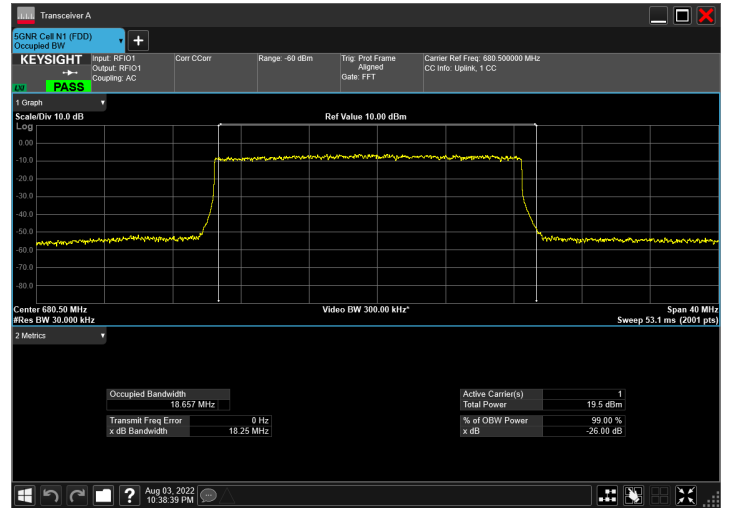 Transceiver A
5GNR Cell N1 (FDD)
Occupied BW
KEYSIGHT
Input: RFIO1
Output: RFIO1
Coupling: AC
Corr CCorr
Range: -60 dBm
Trig: Prot Frame
Aligned
Gate: FFT
Carrier Ref Freq: 680.500000 MHz
CC Info: Uplink, 1 CC
PASS
1 Graph
Scale/Div 10.0 dB
Ref Value 10.00 dBm
Log
0.00
-10.0
-20.0
-30.0
-40.0
-50.0
-60.0
-70.0
-80.0
Center 680.50 MHz
Video BW 300.00 kHz*
Span 40 MHz
#Res BW 30.000 kHz
Sweep 53.1 ms (2001 pts)
2 Metrics
Occupied Bandwidth
18.657 MHz
Active Carrier(s) 1
Total Power 19.5 dBm
Transmit Freq Error 0 Hz
x dB Bandwidth 18.25 MHz
% of OBW Power 99.00 %
x dB -26.00 dB
Aug 03, 2022
10:38:39 PM